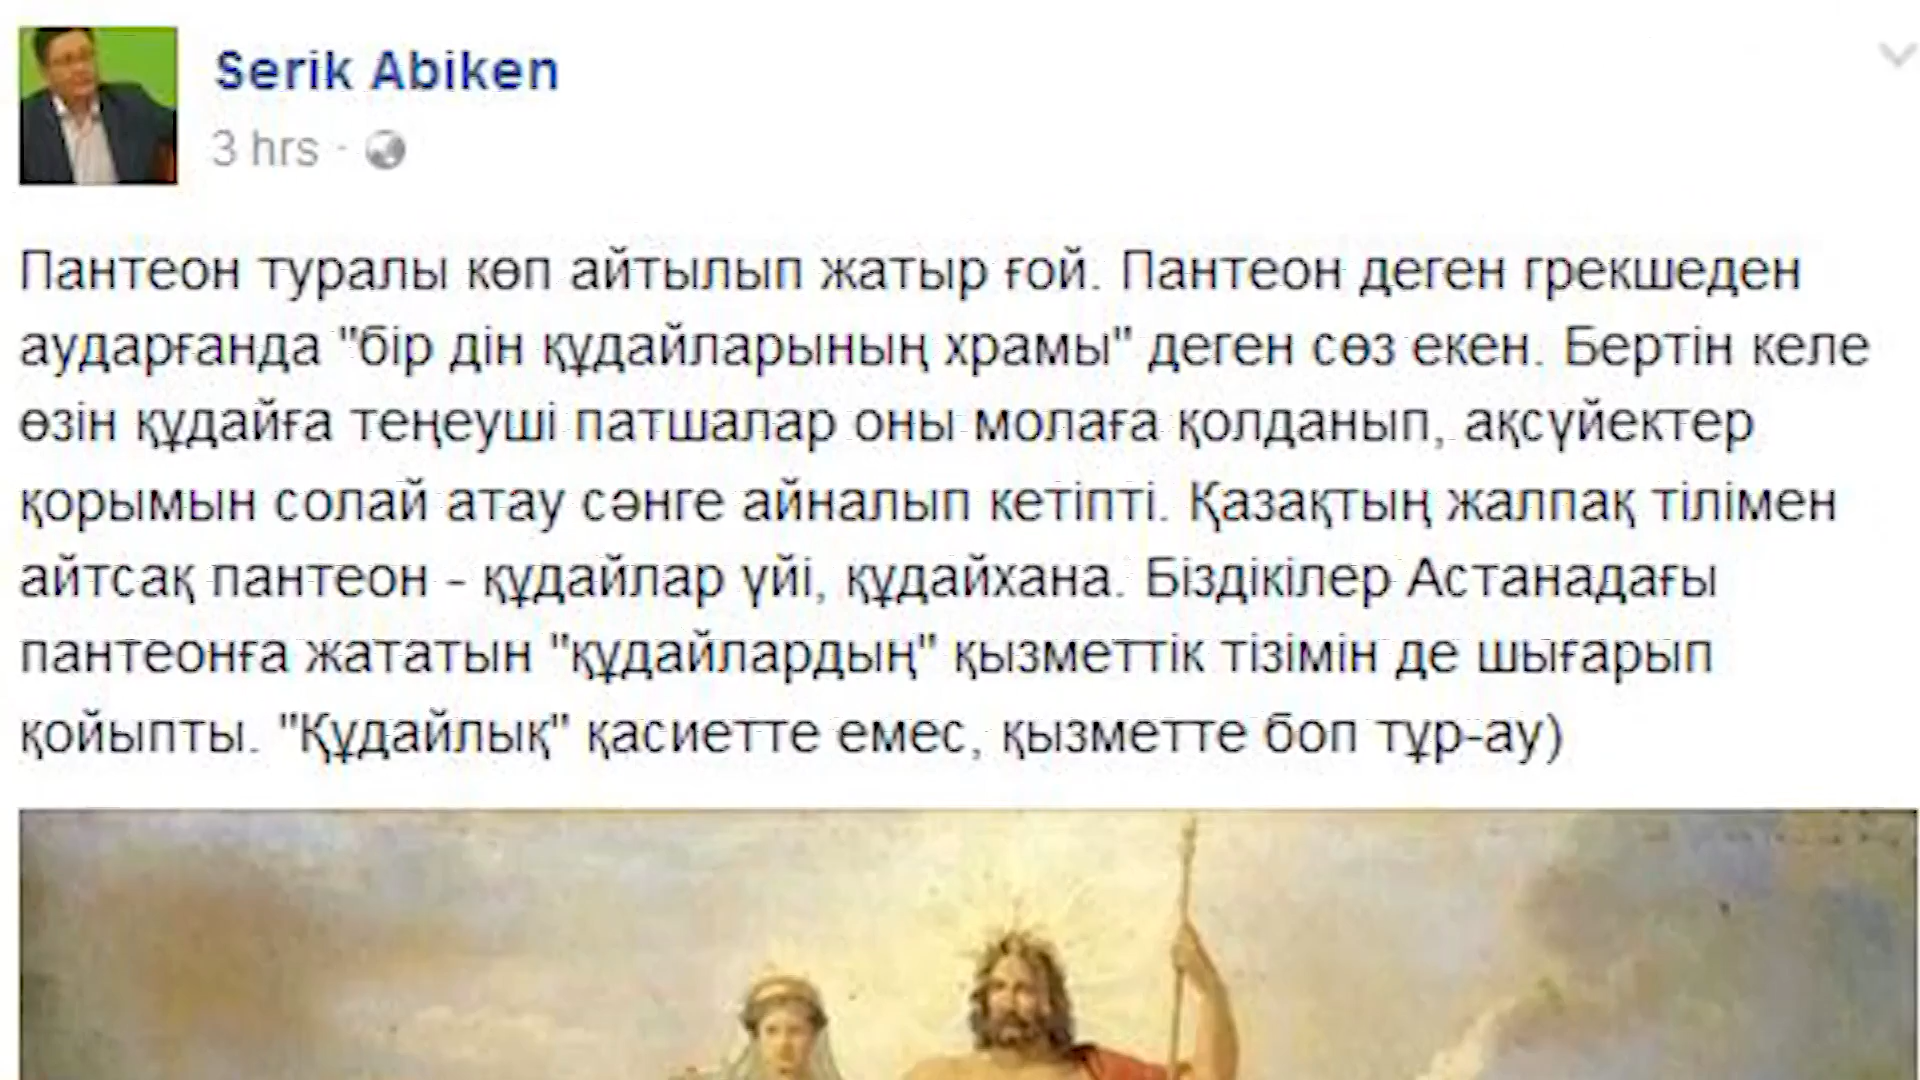 Serik Abiken
3 hrs ·
Пантеон туралы көп айтылып жатыр ғой. Пантеон деген грекшеден
аударғанда "бір дін құдайларының храмы" деген сөз екен. Бертін келе
өзін құдайға теңеуші патшалар оны молаға қолданып, ақсүйектер
қорымын солай атау сәнге айналып кетіпті. Қазақтың жалпақ тілімен
айтсақ пантеон - құдайлар үйі, құдайхана. Біздікілер Астанадағы
пантеонға жататын "құдайлардың" қызметтік тізімін де шығарып
қойыпты. "Құдайлық" қасиетте емес, қызметте боп тұр-ау)